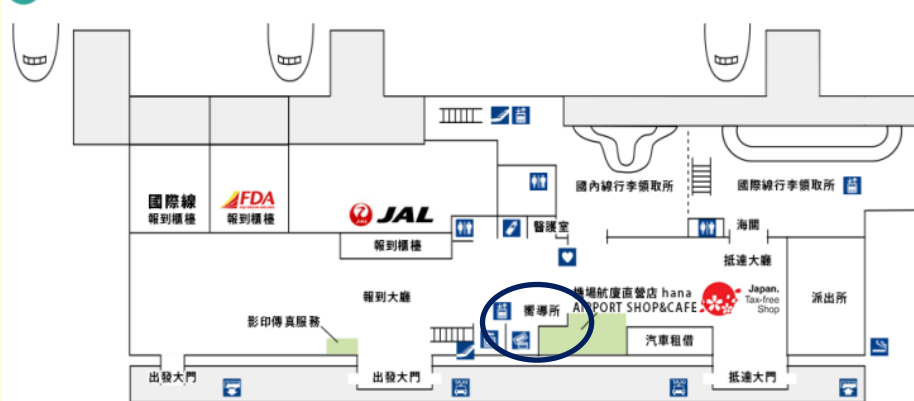 國內線行李領取所
國際線行李領取所
國際線
報到櫃檯
FDA
報到櫃檯
JAL
報到櫃檯
醫護室
海關
抵達大廳
報到大廳
影印傳真服務
嚮導所
機場航廈直營店 hana
AIRPORT SHOP&CAFE
Japan.
Tax-free
Shop
派出所
汽車租借
出發大門
出發大門
抵達大門
TAXI
TAXI